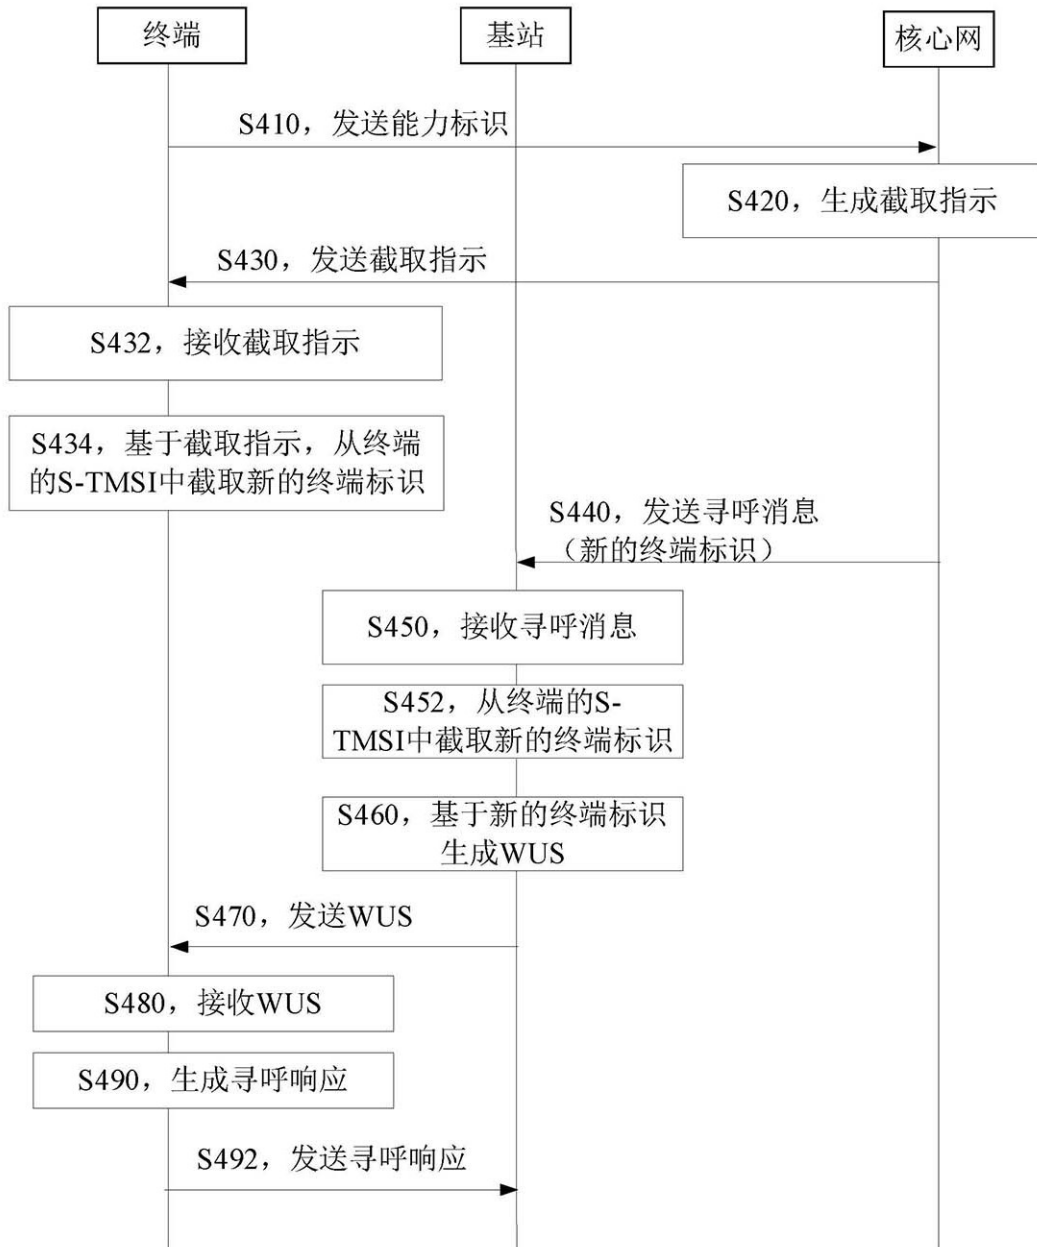 终端
基站
核心网
S410，发送能力标识
S420，生成截取指示
S430，发送截取指示
S432，接收截取指示
S434，基于截取指示，从终端
的S-TMSI中截取新的终端标识
S440，发送寻呼消息
（新的终端标识）
S450，接收寻呼消息
S452，从终端的S-
TMSI中截取新的终端标识
S460，基于新的终端标识
生成WUS
S470，发送WUS
S480，接收WUS
S490，生成寻呼响应
S492，发送寻呼响应